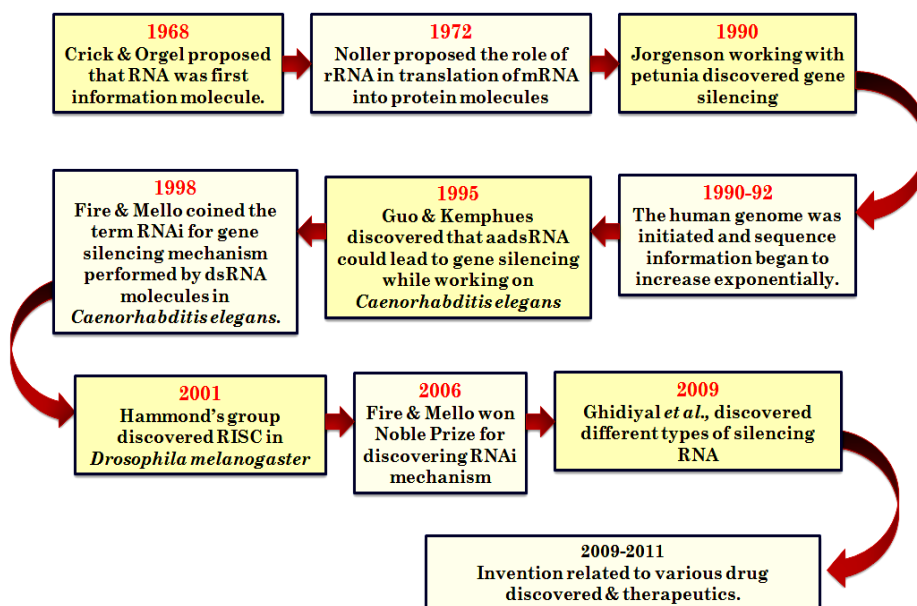 1968
Crick & Orgel proposed
that RNA was first
information molecule.
1972
Noller proposed the role of
rRNA in translation of mRNA
into protein molecules
1990
Jorgenson working with
petunia discovered gene
silencing
1990-92
The human genome was
initiated and sequence
information began to
increase exponentially.
1995
Guo & Kemphues
discovered that aadsRNA
could lead to gene silencing
while working on
Caenorhabditis elegans
1998
Fire & Mello coined the
term RNAi for gene
silencing mechanism
performed by dsRNA
molecules in
Caenorhabditis elegans.
2001
Hammond's group
discovered RISC in
Drosophila melanogaster
2006
Fire & Mello won
Noble Prize for
discovering RNAi
mechanism
2009
Ghidiyal et al., discovered
different types of silencing
RNA
2009-2011
Invention related to various drug
discovered & therapeutics.